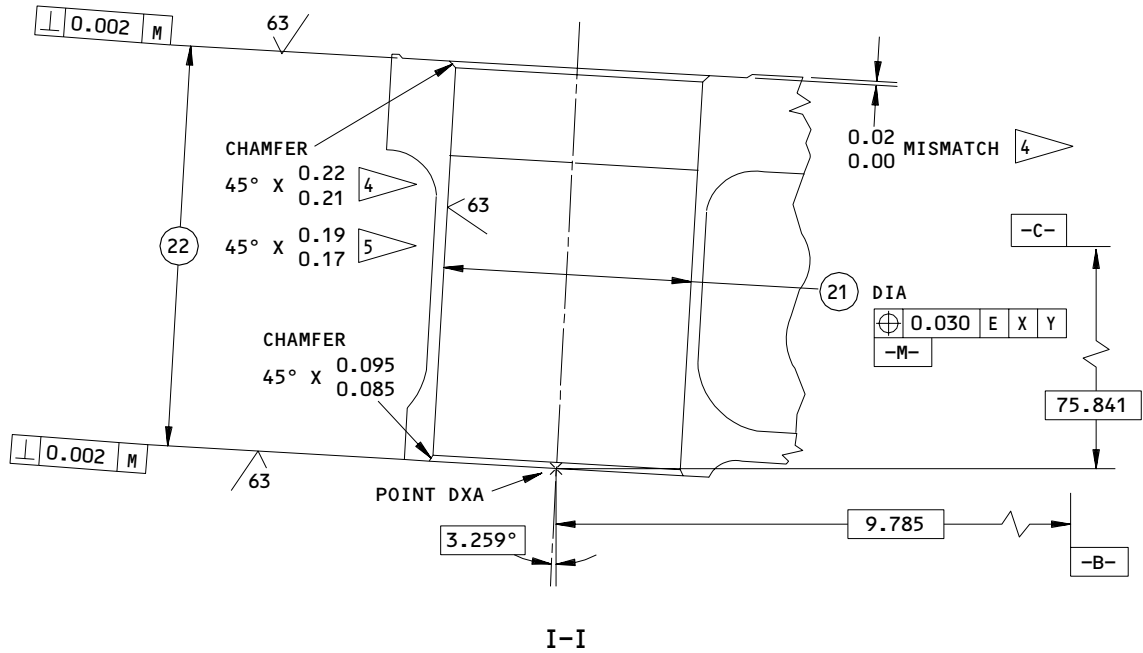 ⊥ 0.002 M
63
CHAMFER
45° X 0.22 4
0.21
45° X 0.19 5
0.17
63
22
0.02 MISMATCH 4
0.00
-C-
21 DIA
⌖ 0.030 E X Y
-M-
CHAMFER
45° X 0.095
0.085
75.841
⊥ 0.002 M
63
POINT DXA
3.259°
9.785
-B-
I-I